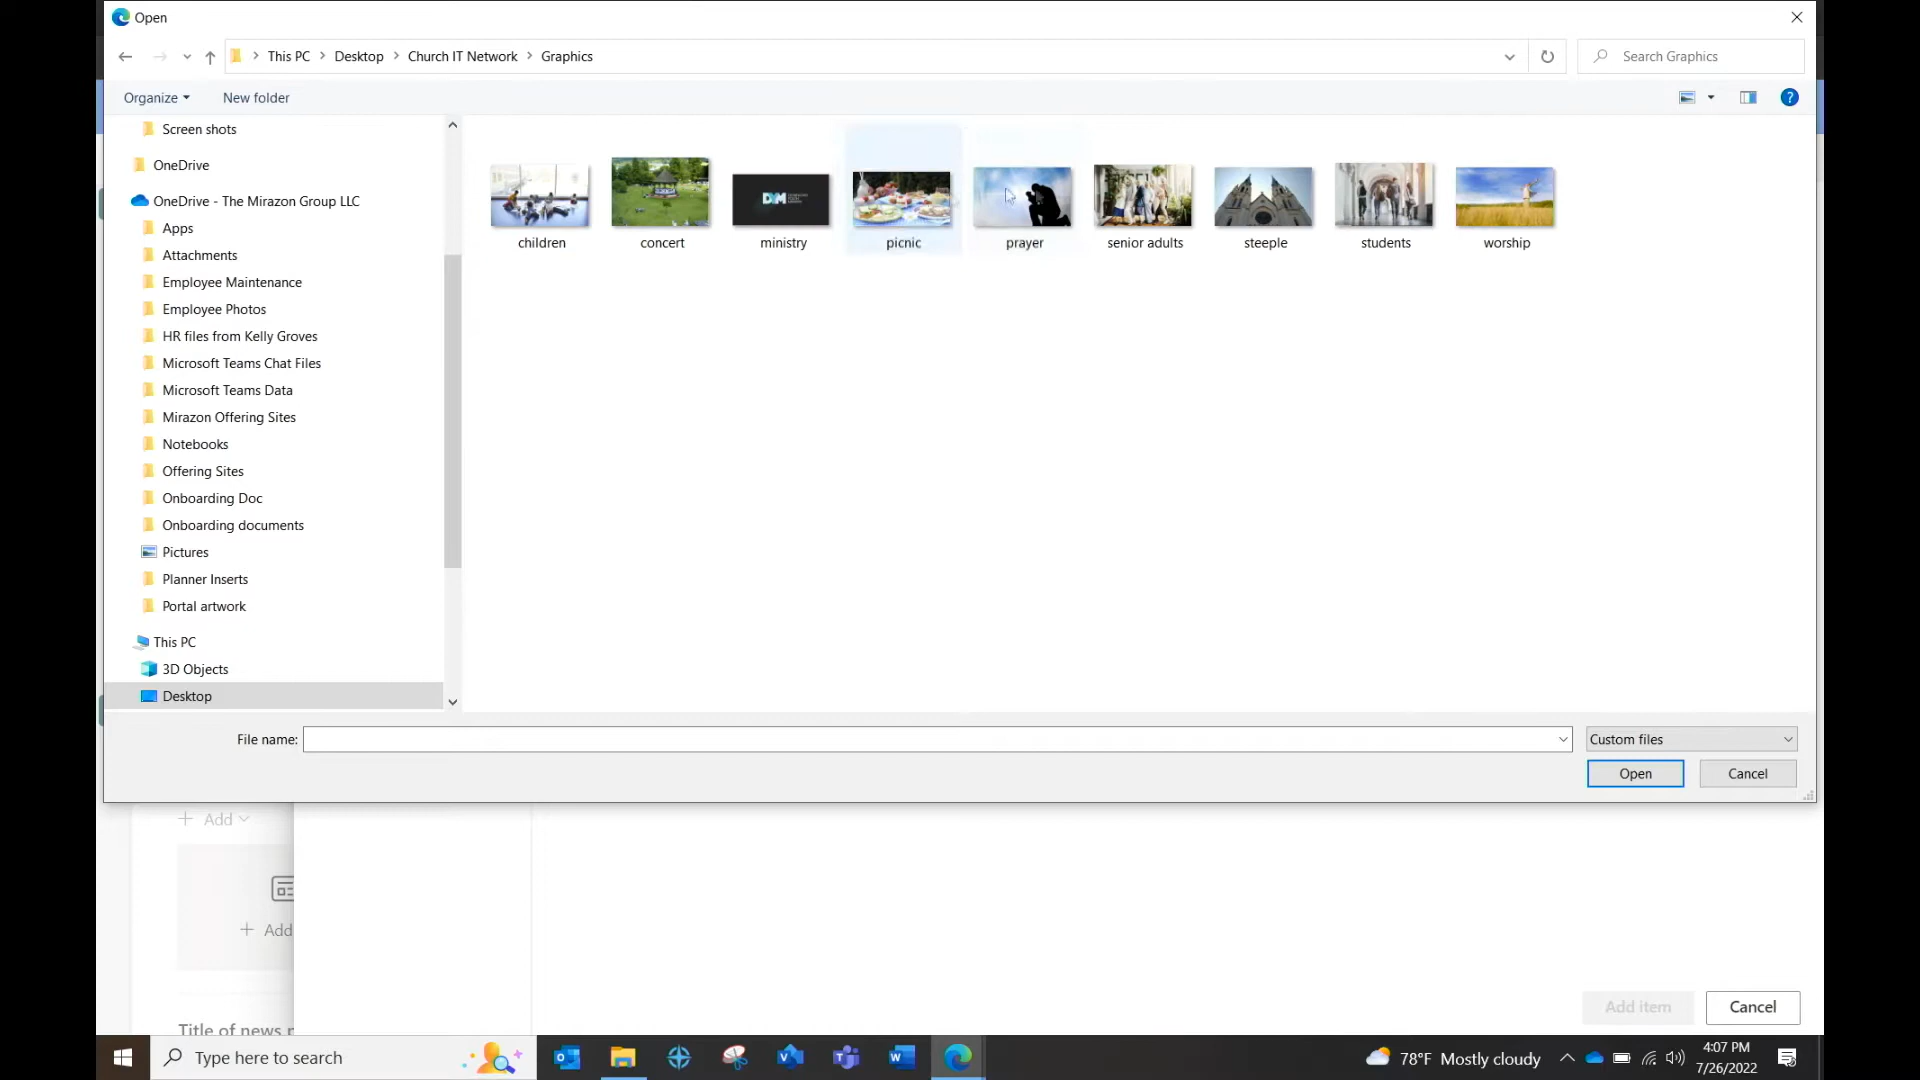 Open
This PC > Desktop > Church IT Network > Graphics
Search Graphics
Organize
New folder
Screen shots
OneDrive
OneDrive - The Mirazon Group LLC
Apps
Attachments
Employee Maintenance
Employee Photos
HR files from Kelly Groves
Microsoft Teams Chat Files
Microsoft Teams Data
Mirazon Offering Sites
Notebooks
Offering Sites
Onboarding Doc
Onboarding documents
Pictures
Planner Inserts
Portal artwork
This PC
3D Objects
Desktop
DYM
children
concert
ministry
picnic
prayer
senior adults
steeple
students
worship
File name:
Custom files
Open
Cancel
+ Add
+ Add
Title of news
Add item
Cancel
Type here to search
78°F Mostly cloudy
4:07 PM
7/26/2022